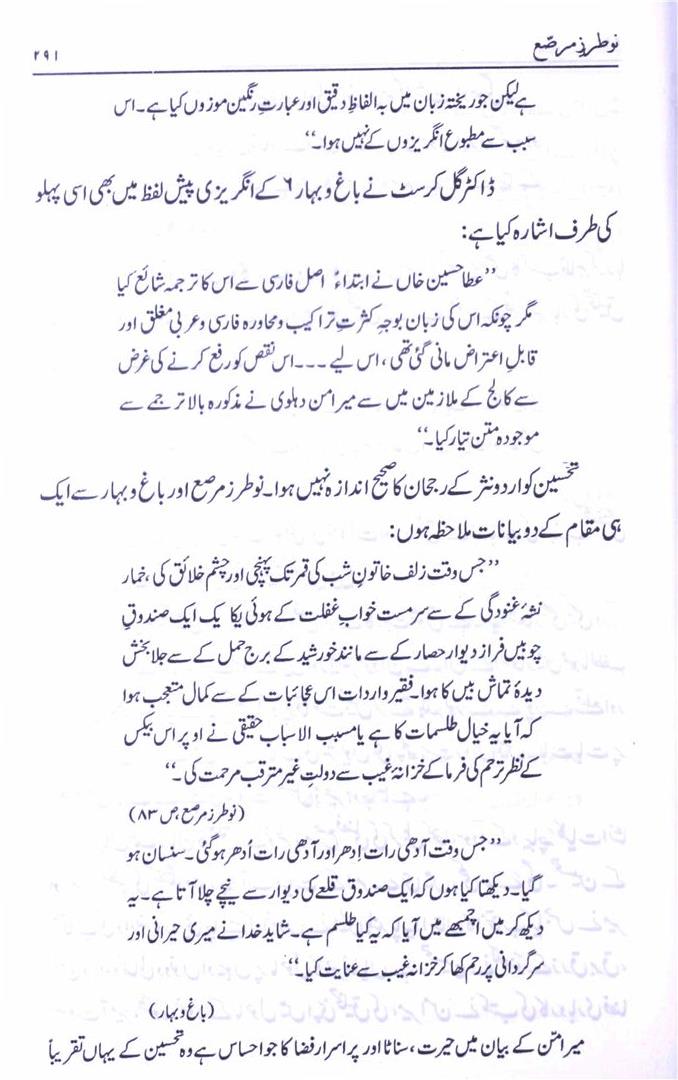 نوطرزِ مرصّع
۲۹۱
ہے لیکن جو ریختہ زبان میں بہ الفاظِ دقیق اور عبارتِ رنگین موزوں کیا ہے۔ اس
سبب سے مطبوع انگریزوں کے نہیں ہوا۔‘‘
ڈاکٹر گل کرسٹ نے باغ و بہار۶ کے انگریزی پیش لفظ میں بھی اسی پہلو
کی طرف اشارہ کیا ہے:
’’عطا حسین خاں نے ابتداءً اصل فارسی سے اس کا ترجمہ شائع کیا
مگر چونکہ اس کی زبان بوجہِ کثرتِ تراکیب و محاورہ فارسی و عربی مغلق اور
قابلِ اعتراض مانی گئی تھی، اس لیے ۔۔۔ اس نقص کو رفع کرنے کی غرض
سے کالج کے ملازمین میں سے میر امن دہلوی نے مذکورہ بالا ترجمے سے
موجودہ متن تیار کیا۔‘‘
تحسین کو اردو نثر کے رجحان کا صحیح اندازہ نہیں ہوا۔ نوطرز مرصع اور باغ و بہار سے ایک
ہی مقام کے دو بیانات ملاحظہ ہوں:
’’جس وقت زلف خاتونِ شب کی قمر تک پہنچی اور چشم خلائق کی، خمار
نشۂ غنودگی کے سے سرمست خوابِ غفلت کے ہوئی یکایک ایک صندوقِ
چوبیں فراز دیوار حصار کے سے مانند خورشید کے برج حمل کے سے جلا بخش
دیدۂ تماش بیں کا ہوا۔ فقیر واردات اس عجائبات کے سے کمال متعجب ہوا
کہ آیا یہ خیال طلسمات کا ہے یا مسبب الاسباب حقیقی نے اوپر اس بیکس
کے نظر ترحم کی فرما کے خزانۂ غیب سے دولتِ غیر مترقب مرحمت کی۔‘‘
(نوطرز مرصع، ص ۸۳)
’’جس وقت آدھی رات اِدھر اور آدھی رات اُدھر ہو گئی۔ سنسان ہو
گیا۔ دیکھتا کیا ہوں کہ ایک صندوق قلعے کی دیوار سے نیچے چلا آتا ہے۔ یہ
دیکھ کر میں اچمبھے میں آیا کہ یہ کیا طلسم ہے۔ شاید خدا نے میری حیرانی اور
سرگردانی پر رحم کھا کر خزانہ غیب سے عنایت کیا۔‘‘
(باغ و بہار)
میر امّن کے بیان میں حیرت، سناٹا اور پر اسرار فضا کا جو احساس ہے وہ تحسین کے یہاں تقریباً